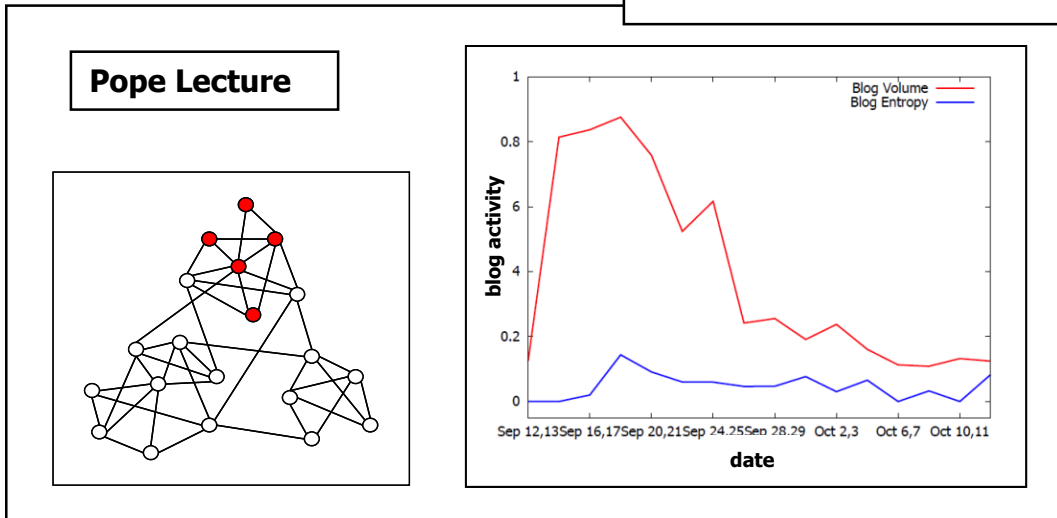 Pope Lecture
1
0.8
6
4
0.2
0
blog activity
Blog Volume
Blog Entropy
Sep 12,13 Sep 16,17 Sep 20,21 Sep 24,25 Sep 28,29 Oct 2,3 Oct 6,7 Oct 10,11
date